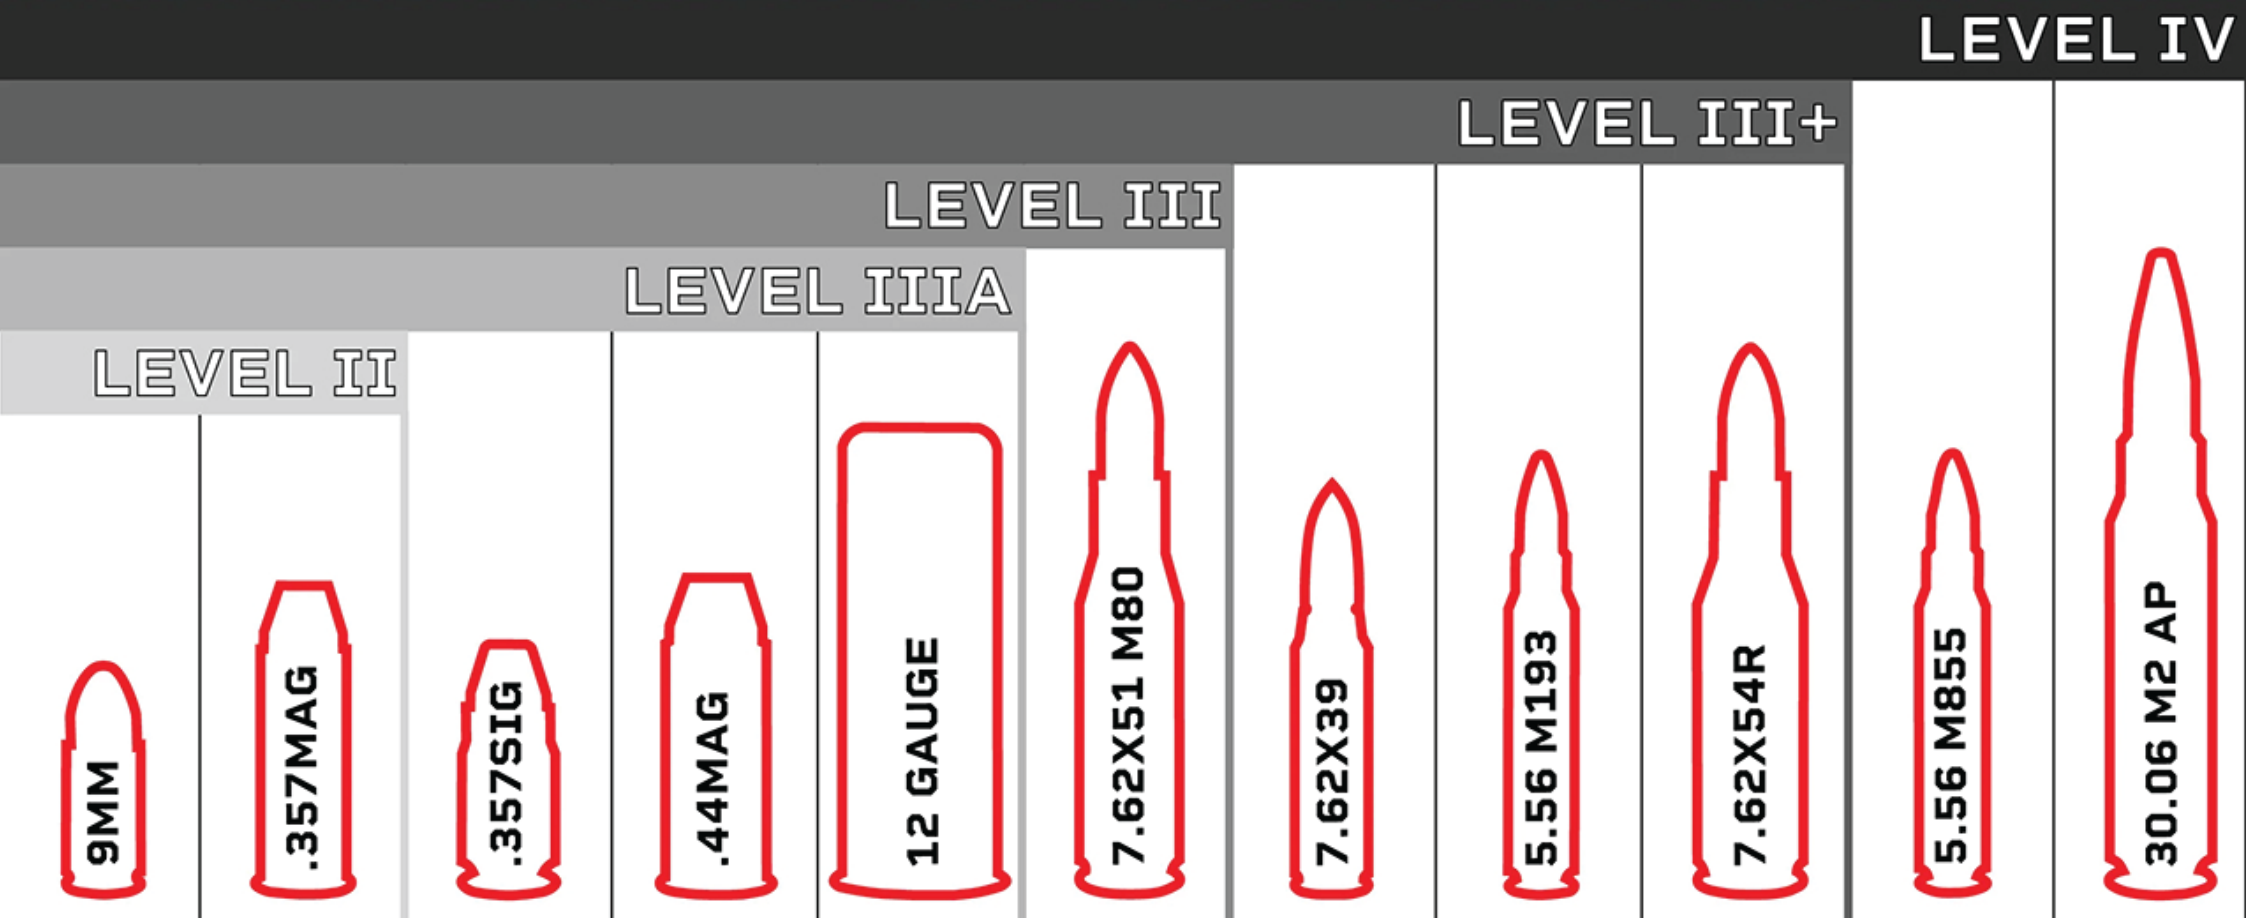 LEVEL IV
LEVEL III+
LEVEL III
LEVEL IIIA
LEVEL II
9MM
.357MAG
.357SIG
.44MAG
12 GAUGE
7.62X51 M80
7.62X39
5.56 M193
7.62X54R
5.56 M855
30.06 M2 AP